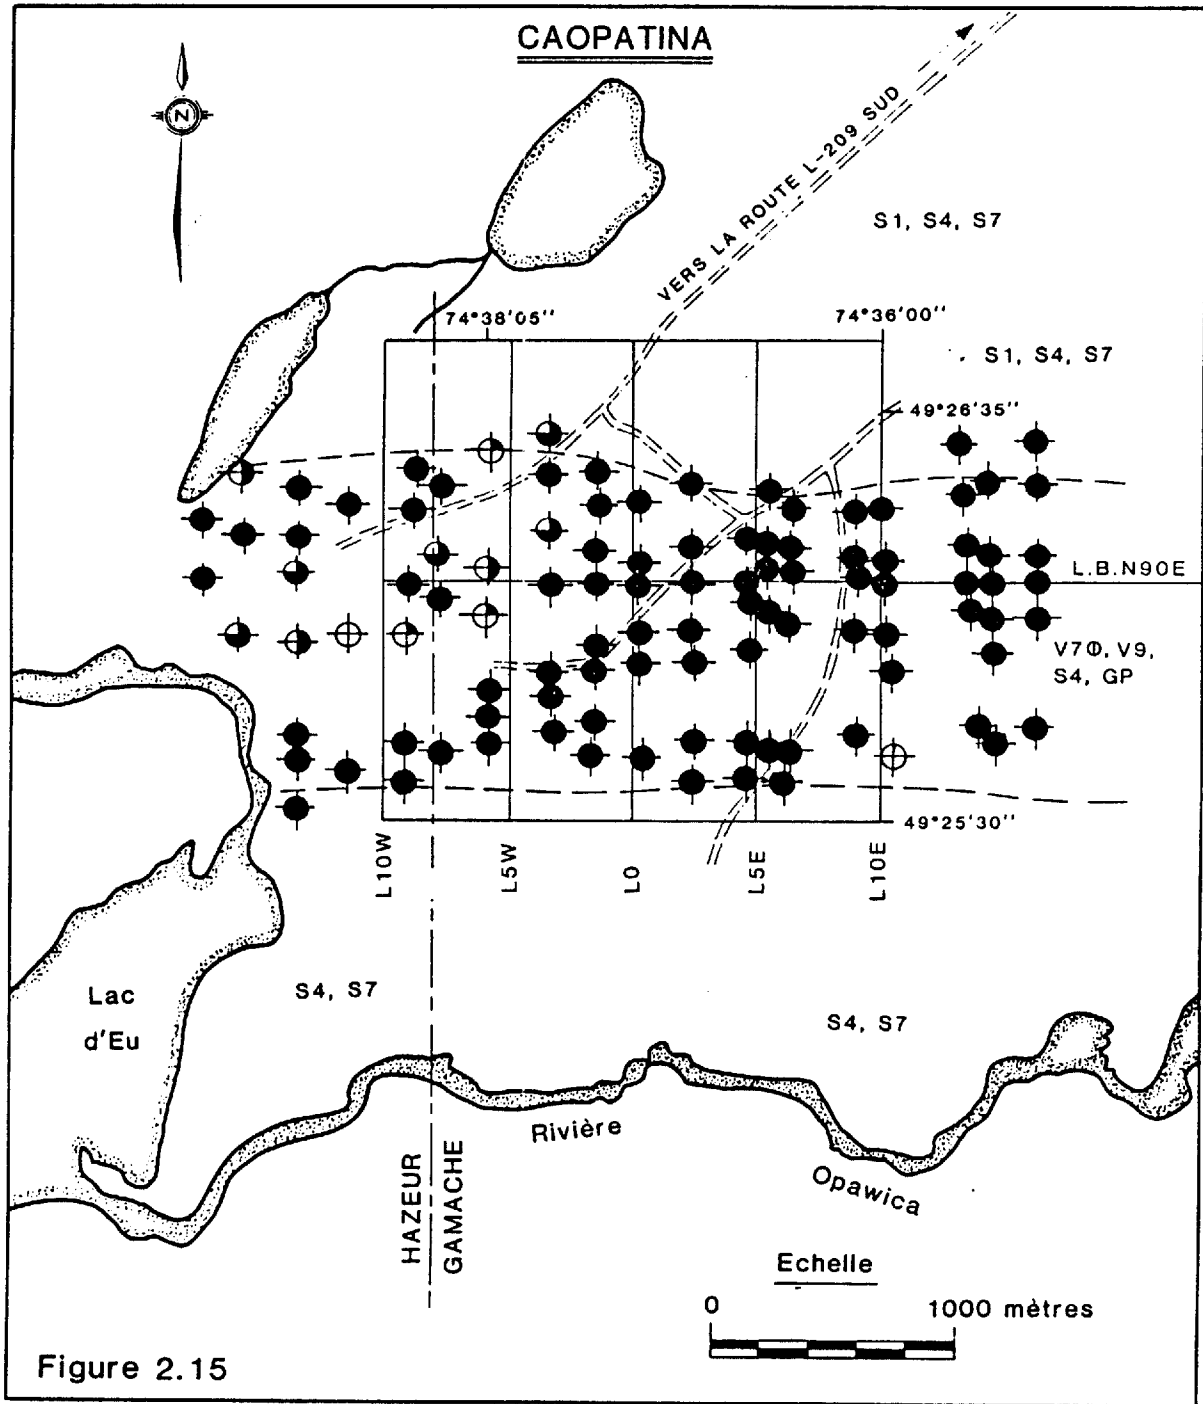 CAOPATINA
N
VERS LA ROUTE L-209 SUD
S1, S4, S7
74°38'05"
74°36'00"
S1, S4, S7
49°26'35"
L.B.N90E
V7Φ, V9,
S4, GP
49°25'30"
L10W
L5W
L0
L5E
L10E
Lac
d'Eu
S4, S7
S4, S7
Rivière
Opawica
HAZEUR
GAMACHE
Echelle
0
1000 mètres
Figure 2.15